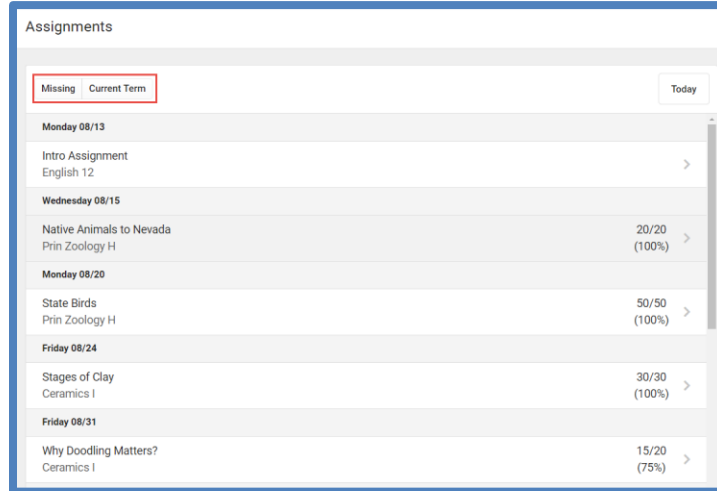 Assignments
Missing Current Term
Today
Monday 08/13
Intro Assignment
English 12
Wednesday 08/15
Native Animals to Nevada
20/20
Prin Zoology H
(100%)
Monday 08/20
State Birds
50/50
Prin Zoology H
(100%)
Friday 08/24
Stages of Clay
30/30
Ceramics I
(100%)
Friday 08/31
Why Doodling Matters?
15/20
Ceramics I
(75%)